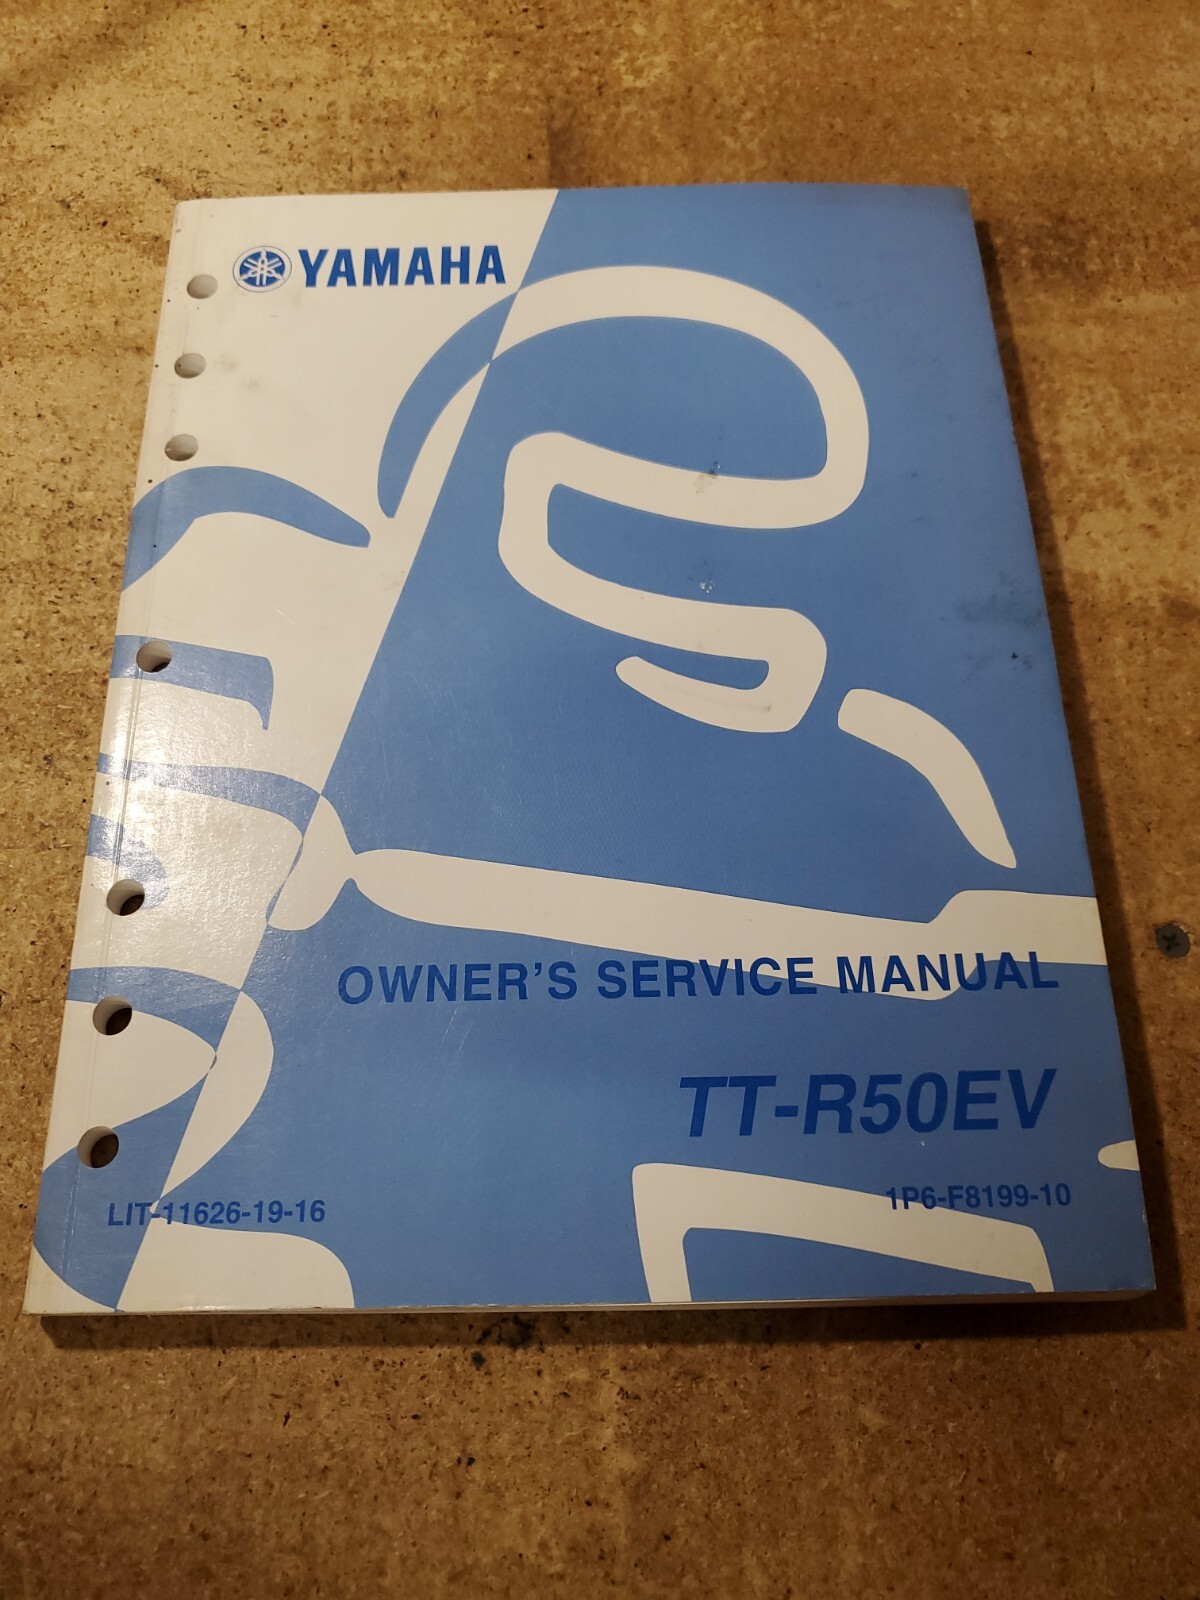 YAMAHA
OWNER'S SERVICE MANUAL
TT-R50EV
LIT-11626-19-16
1P6-F8199-10